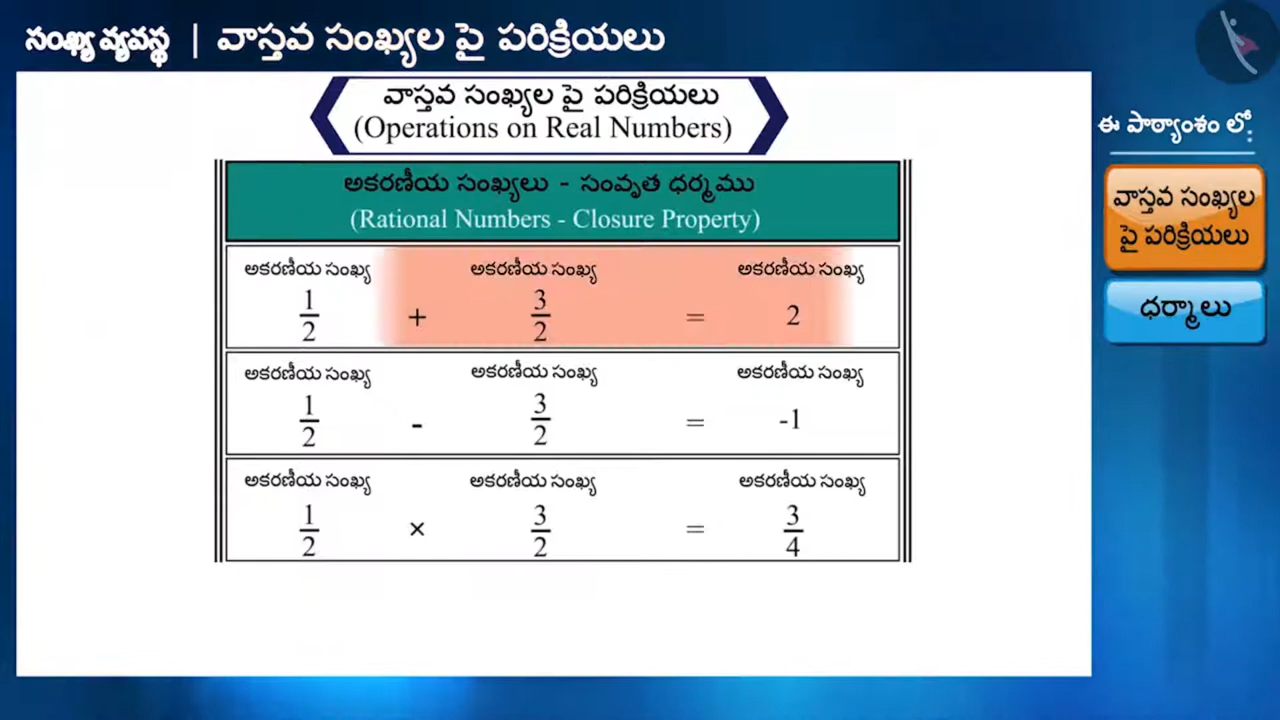 సంఖ్య వ్యవస్థ | వాస్తవ సంఖ్యల పై పరిక్రియలు
వాస్తవ సంఖ్యల పై పరిక్రియలు
(Operations on Real Numbers)
అకరణీయ సంఖ్యలు - సంవృత ధర్మము
(Rational Numbers - Closure Property)
అకరణీయ సంఖ్య అకరణీయ సంఖ్య అకరణీయ సంఖ్య
1/2 + 3/2 = 2
అకరణీయ సంఖ్య అకరణీయ సంఖ్య అకరణీయ సంఖ్య
1/2 - 3/2 = -1
అకరణీయ సంఖ్య అకరణీయ సంఖ్య అకరణీయ సంఖ్య
1/2 × 3/2 = 3/4
ఈ పాఠ్యాంశం లో:
వాస్తవ సంఖ్యల
పై పరిక్రియలు
ధర్మాలు